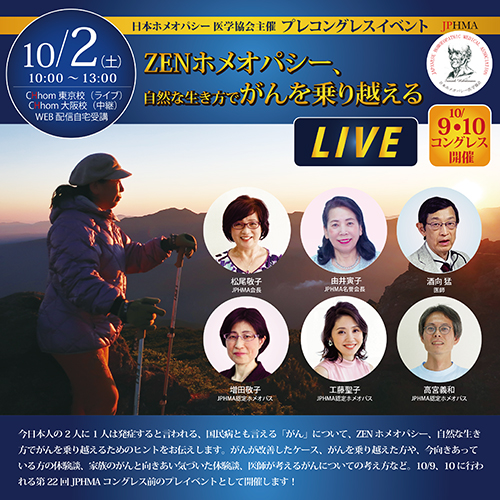 日本ホメオパシー医学協会主催 プレコングレスイベント
JPHMA
10/2(土)
10:00 〜 13:00
CHhom 東京校（ライブ）
CHhom 大阪校（中継）
WEB 配信自宅受講
ZENホメオパシー、
自然な生き方でがんを乗り越える
LIVE
10/
9・10
コングレス
開催
松尾敬子
JPHMA会長
由井寅子
JPHMA名誉会長
酒向 猛
医師
増田敬子
JPHMA認定ホメオパス
工藤聖子
JPHMA認定ホメオパス
高宮義和
JPHMA認定ホメオパス
今日本人の２人に１人は発症すると言われる、国民病とも言える「がん」について、ZEN ホメオパシー、自然な生き
方でがんを乗り越えるためのヒントをお伝えします。がんが改善したケース、がんを乗り越えた方や、今向きあって
いる方の体験談、家族のがんと向きあい気づいた体験談、医師が考えるがんについての考え方など。10/9、10 に行わ
れる第 22 回 JPHMA コングレス前のプレイベントとして開催します！